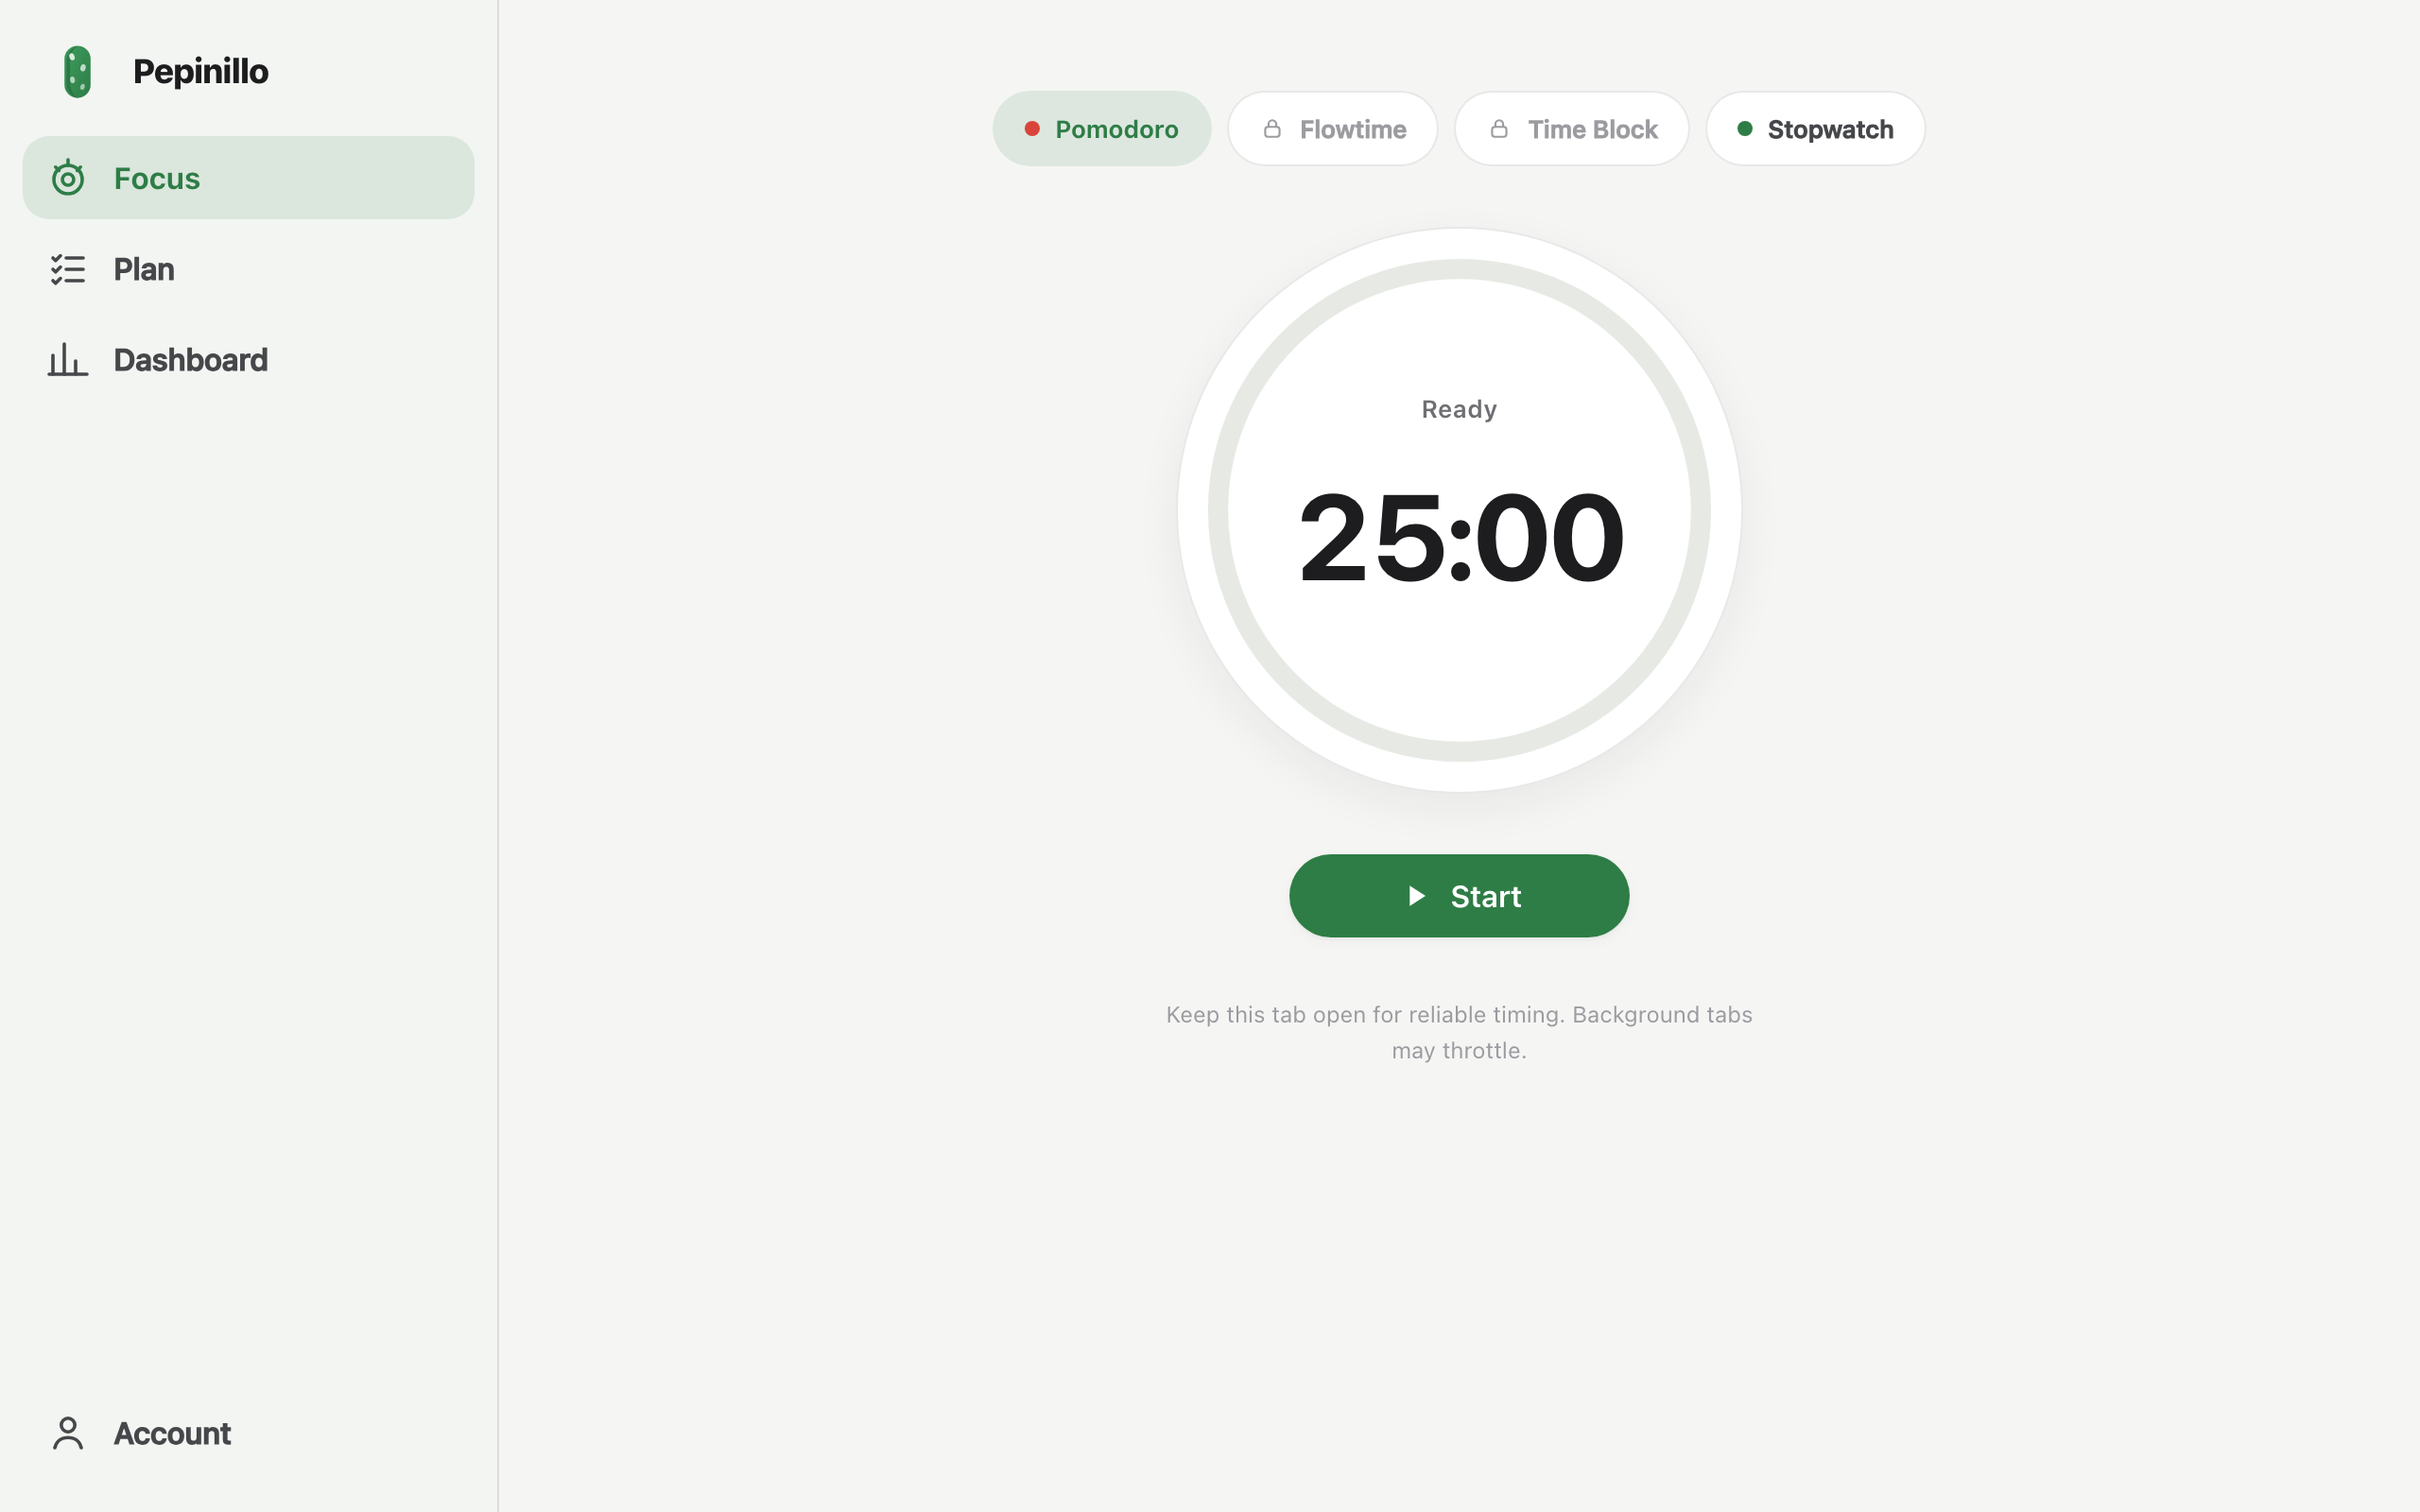 Pepinillo
Focus
Plan
Dashboard
Account
Pomodoro
Flowtime
Time Block
Stopwatch
Ready
25:00
Start
Keep this tab open for reliable timing. Background tabs
may throttle.